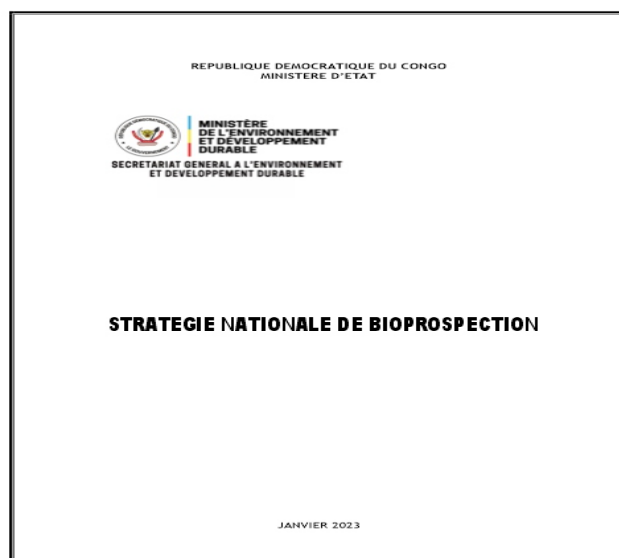 REPUBLIQUE DEMOCRATIQUE DU CONGO
MINISTERE D'ETAT
MINISTÈRE
DE L'ENVIRONNEMENT
ET DÉVELOPPEMENT
DURABLE
SECRETARIAT GENERAL A L'ENVIRONNEMENT
ET DEVELOPPEMENT DURABLE
STRATEGIE NATIONALE DE BIOPROSPECTION
JANVIER 2023